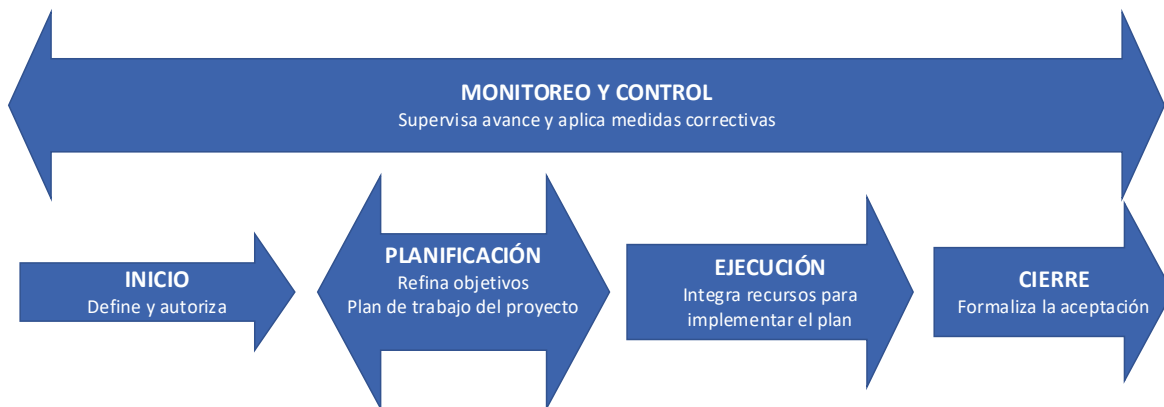 MONITOREO Y CONTROL
Supervisa avance y aplica medidas correctivas
INICIO
Define y autoriza
PLANIFICACIÓN
Refina objetivos
Plan de trabajo del proyecto
EJECUCIÓN
Integra recursos para
implementar el plan
CIERRE
Formaliza la aceptación